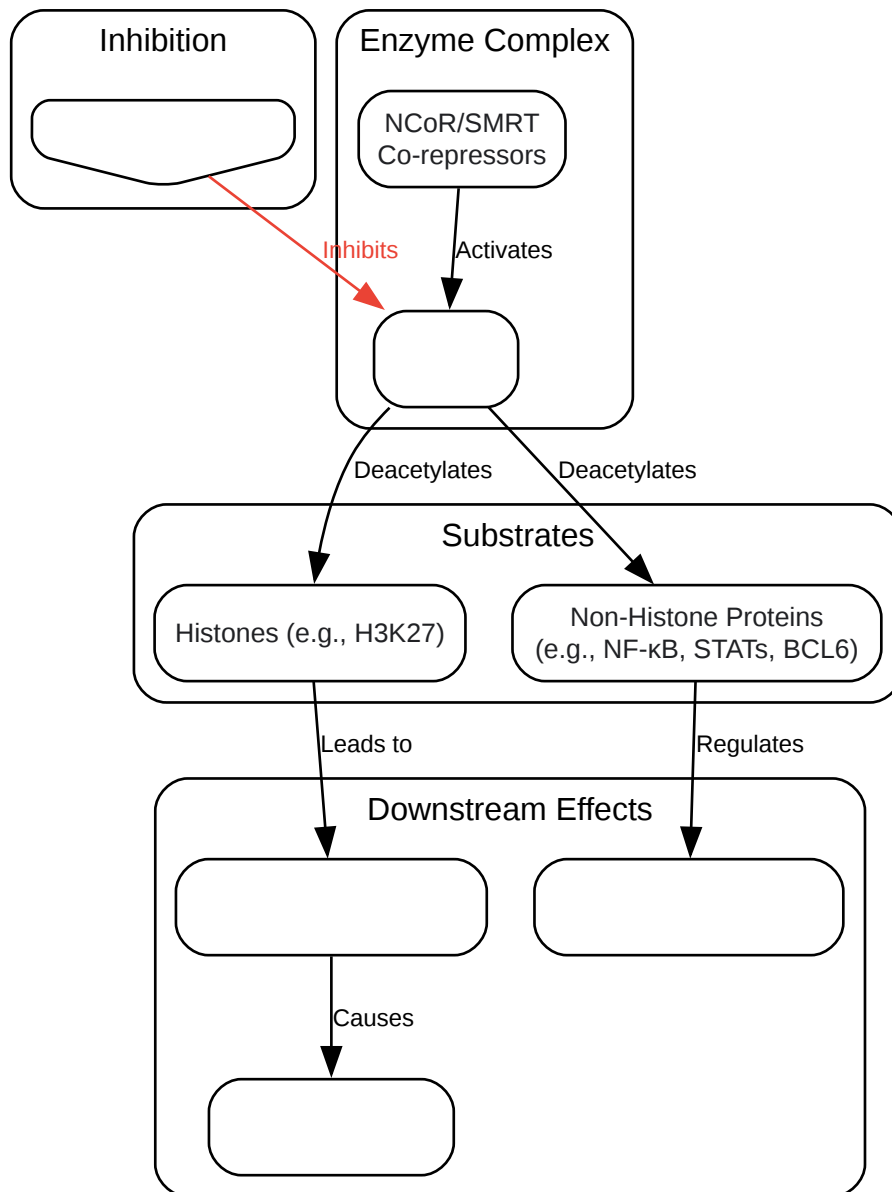 Inhibition
Enzyme Complex
NCoR/SMRT
Co-repressors
Inhibits
Activates
Deacetylates
Deacetylates
Substrates
Histones (e.g., H3K27)
Non-Histone Proteins
(e.g., NF-κB, STATs, BCL6)
Leads to
Regulates
Downstream Effects
Causes